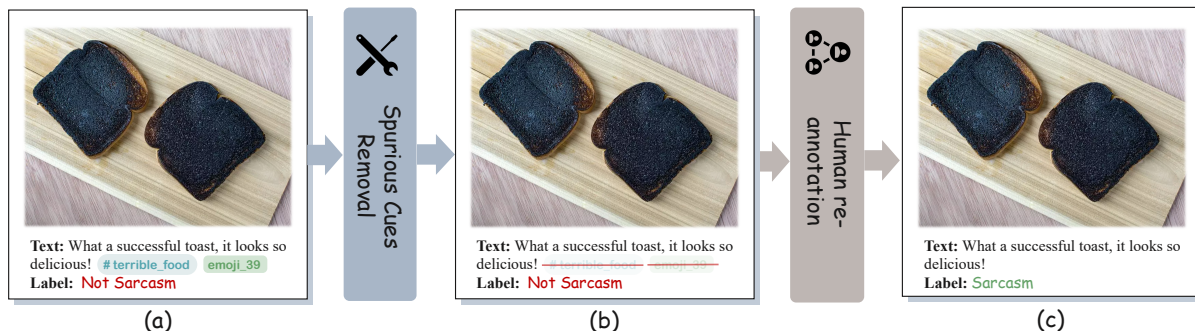 Text: What a successful toast, it looks so
delicious! # terrible_food emoji_39
Label: Not Sarcasm
(a)
Spurious Cues
Removal
Text: What a successful toast, it looks so
delicious! # terrible_food emoji_39
Label: Not Sarcasm
(b)
Human re-
annotation
Text: What a successful toast, it looks so
delicious!
Label: Sarcasm
(c)